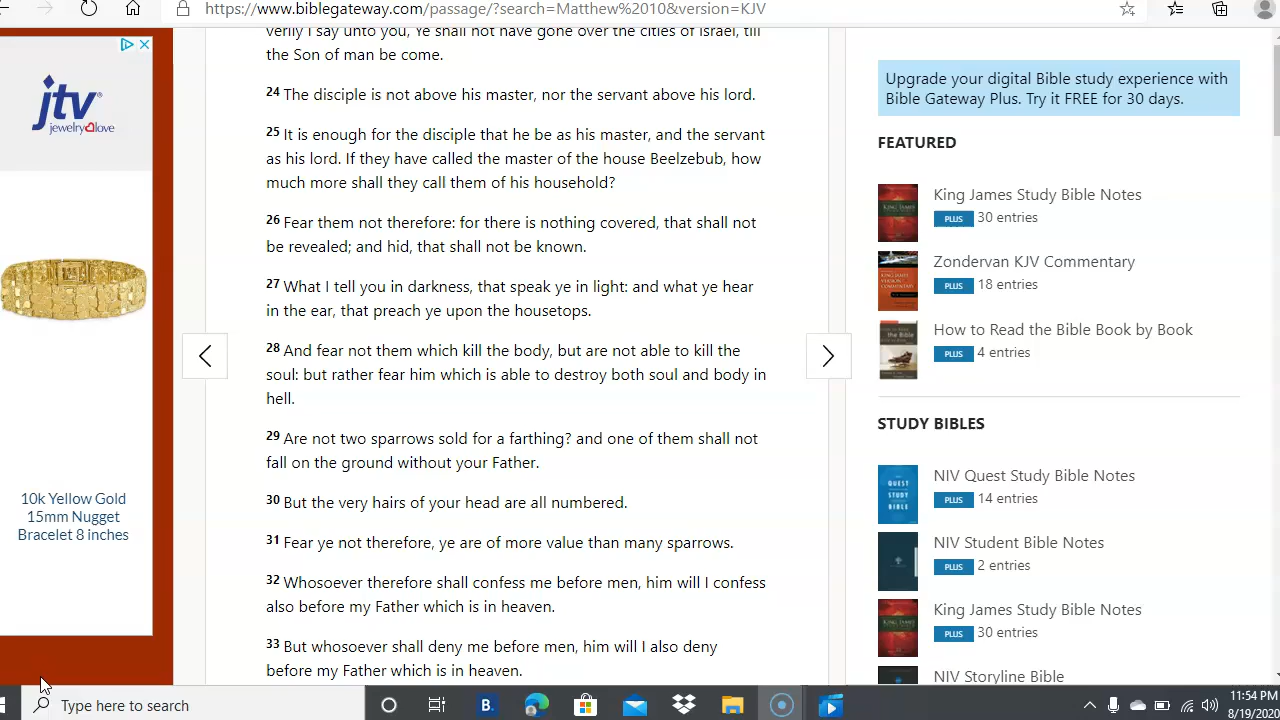 https://www.biblegateway.com/passage/?search=Matthew%2010&version=KJV
verily I say unto you, Ye shall not have gone over the cities of Israel, till
the Son of man be come.
24 The disciple is not above his master, nor the servant above his lord.
25 It is enough for the disciple that he be as his master, and the servant
as his lord. If they have called the master of the house Beelzebub, how
much more shall they call them of his household?
26 Fear them not therefore: for there is nothing covered, that shall not
be revealed; and hid, that shall not be known.
27 What I tell you in darkness, that speak ye in light: and what ye hear
in the ear, that preach ye upon the housetops.
28 And fear not them which kill the body, but are not able to kill the
soul: but rather fear him which is able to destroy both soul and body in
hell.
29 Are not two sparrows sold for a farthing? and one of them shall not
fall on the ground without your Father.
30 But the very hairs of your head are all numbered.
31 Fear ye not therefore, ye are of more value than many sparrows.
32 Whosoever therefore shall confess me before men, him will I confess
also before my Father which is in heaven.
33 But whosoever shall deny me before men, him will I also deny
before my Father which is in heaven.
jtv®
jewelry love
10k Yellow Gold
15mm Nugget
Bracelet 8 inches
Upgrade your digital Bible study experience with
Bible Gateway Plus. Try it FREE for 30 days.
FEATURED
King James Study Bible Notes
PLUS 30 entries
Zondervan KJV Commentary
PLUS 18 entries
How to Read the Bible Book by Book
PLUS 4 entries
STUDY BIBLES
NIV Quest Study Bible Notes
PLUS 14 entries
QUEST
STUDY
BIBLE
NIV Student Bible Notes
PLUS 2 entries
King James Study Bible Notes
PLUS 30 entries
NIV Storyline Bible
Type here to search
B.
11:54 PM
8/19/2020